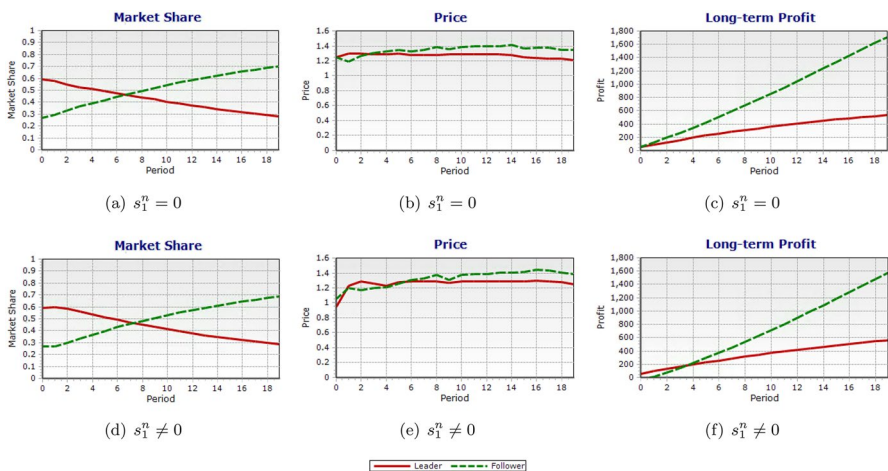 Market Share
Price
Long-term Profit
Market Share
1
0.9
0.8
0.7
0.6
0.5
0.4
0.3
0.2
0.1
0
0 2 4 6 8 10 12 14 16 18
Period
Price
1.6
1.4
1.2
1
0.8
0.6
0.4
0.2
0
0 2 4 6 8 10 12 14 16 18
Period
Profit
1,800
1,600
1,400
1,200
1,000
800
600
400
200
0
0 2 4 6 8 10 12 14 16 18
Period
(a) $s_1^n = 0$
(b) $s_1^n = 0$
(c) $s_1^n = 0$
Market Share
Price
Long-term Profit
Market Share
1
0.9
0.8
0.7
0.6
0.5
0.4
0.3
0.2
0.1
0
0 2 4 6 8 10 12 14 16 18
Period
Price
1.6
1.4
1.2
1
0.8
0.6
0.4
0.2
0
0 2 4 6 8 10 12 14 16 18
Period
Profit
1,800
1,600
1,400
1,200
1,000
800
600
400
200
0
0 2 4 6 8 10 12 14 16 18
Period
(d) $s_1^n \neq 0$
(e) $s_1^n \neq 0$
(f) $s_1^n \neq 0$
Leader Follower